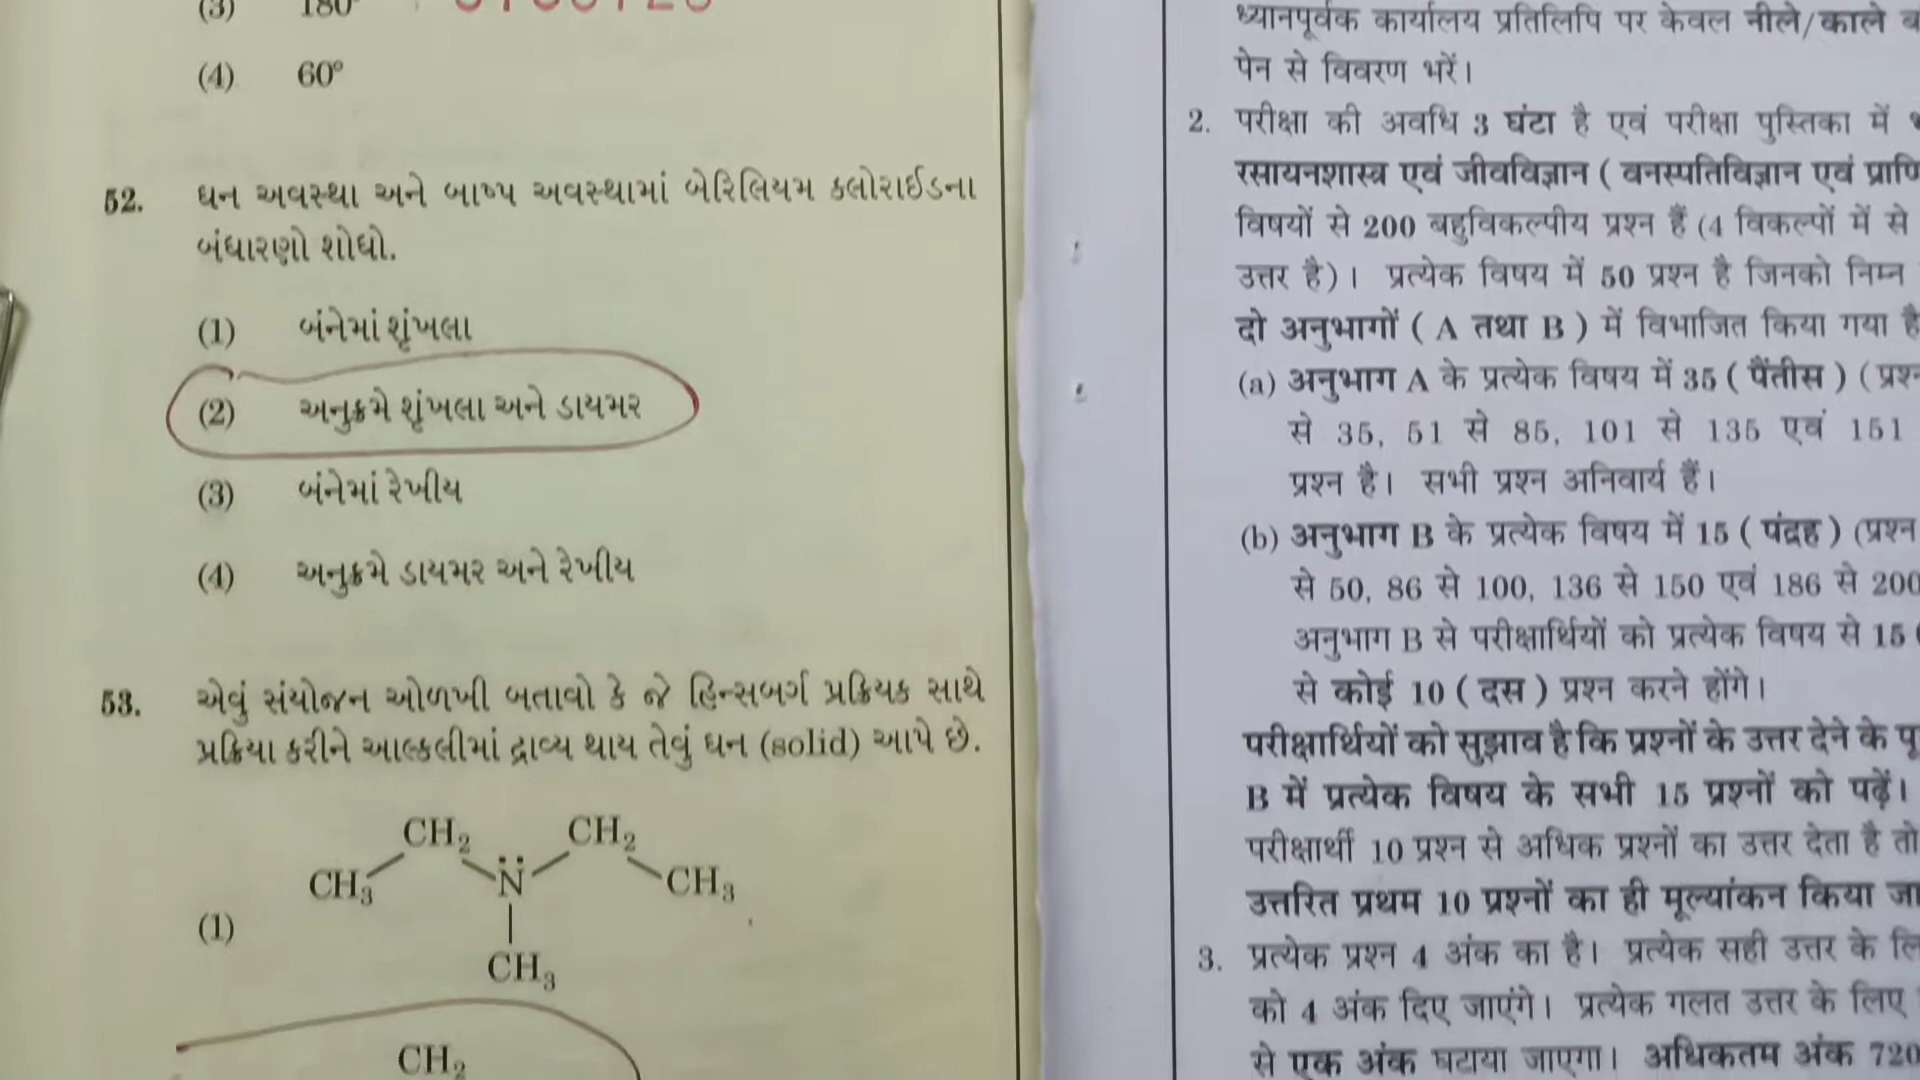 (3) 180°
(4) 60°
52. ઘન અવસ્થા અને બાષ્પ અવસ્થામાં બેરિલિયમ ક્લોરાઈડના
બંધારણો શોધો.
(1) બંનેમાં શૃંખલા
(2) અનુક્રમે શૃંખલા અને ડાયમર
(3) બંનેમાં રેખીય
(4) અનુક્રમે ડાયમર અને રેખીય
53. એવું સંયોજન ઓળખી બતાવો કે જે હિન્સબર્ગ પ્રક્રિયક સાથે
પ્રક્રિયા કરીને આલ્કલીમાં દ્રાવ્ય થાય તેવું ઘન (solid) આપે છે.
CH₂ CH₂
CH₃ N̈ CH₃
(1)
CH₃
CH₂
ध्यानपूर्वक कार्यालय प्रतिलिपि पर केवल नीले/काले
पेन से विवरण भरें।
2. परीक्षा की अवधि 3 घंटा है एवं परीक्षा पुस्तिका में
रसायनशास्त्र एवं जीवविज्ञान ( वनस्पतिविज्ञान एवं
विषयों से 200 बहुविकल्पीय प्रश्न हैं (4 विकल्पों में से
उत्तर है)। प्रत्येक विषय में 50 प्रश्न है जिनको निम्न
दो अनुभागों ( A तथा B ) में विभाजित किया गया
(a) अनुभाग A के प्रत्येक विषय में 35 ( पैंतीस )
से 35, 51 से 85, 101 से 135 एवं 151
प्रश्न है। सभी प्रश्न अनिवार्य हैं।
(b) अनुभाग B के प्रत्येक विषय में 15 ( पंद्रह ) (प्रश्न
से 50, 86 से 100, 136 से 150 एवं 186 से 200
अनुभाग B से परीक्षार्थियों को प्रत्येक विषय से 15
से कोई 10 ( दस ) प्रश्न करने होंगे।
परीक्षार्थियों को सुझाव है कि प्रश्नों के उत्तर देने के
B में प्रत्येक विषय के सभी 15 प्रश्नों को पढ़ें।
परीक्षार्थी 10 प्रश्न से अधिक प्रश्नों का उत्तर देता है तो
उत्तरित प्रथम 10 प्रश्नों का ही मूल्यांकन किया
3. प्रत्येक प्रश्न 4 अंक का है। प्रत्येक सही उत्तर के
को 4 अंक दिए जाएंगे। प्रत्येक गलत उत्तर के लिए
से एक अंक घटाया जाएगा। अधिकतम अंक 720